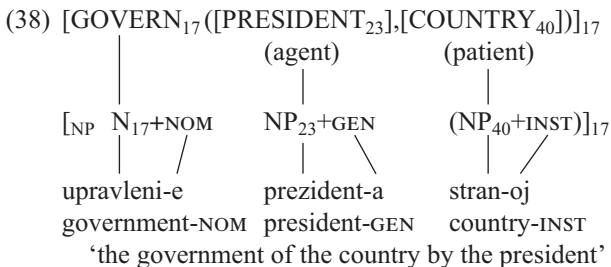 (38) [GOVERN₁₇([PRESIDENT₂₃],[COUNTRY₄₀])]₁₇
(agent) (patient)
[NP N₁₇+NOM NP₂₃+GEN (NP₄₀+INST)]₁₇
upravleni-e prezident-a stran-oj
government-NOM president-GEN country-INST
‘the government of the country by the president’